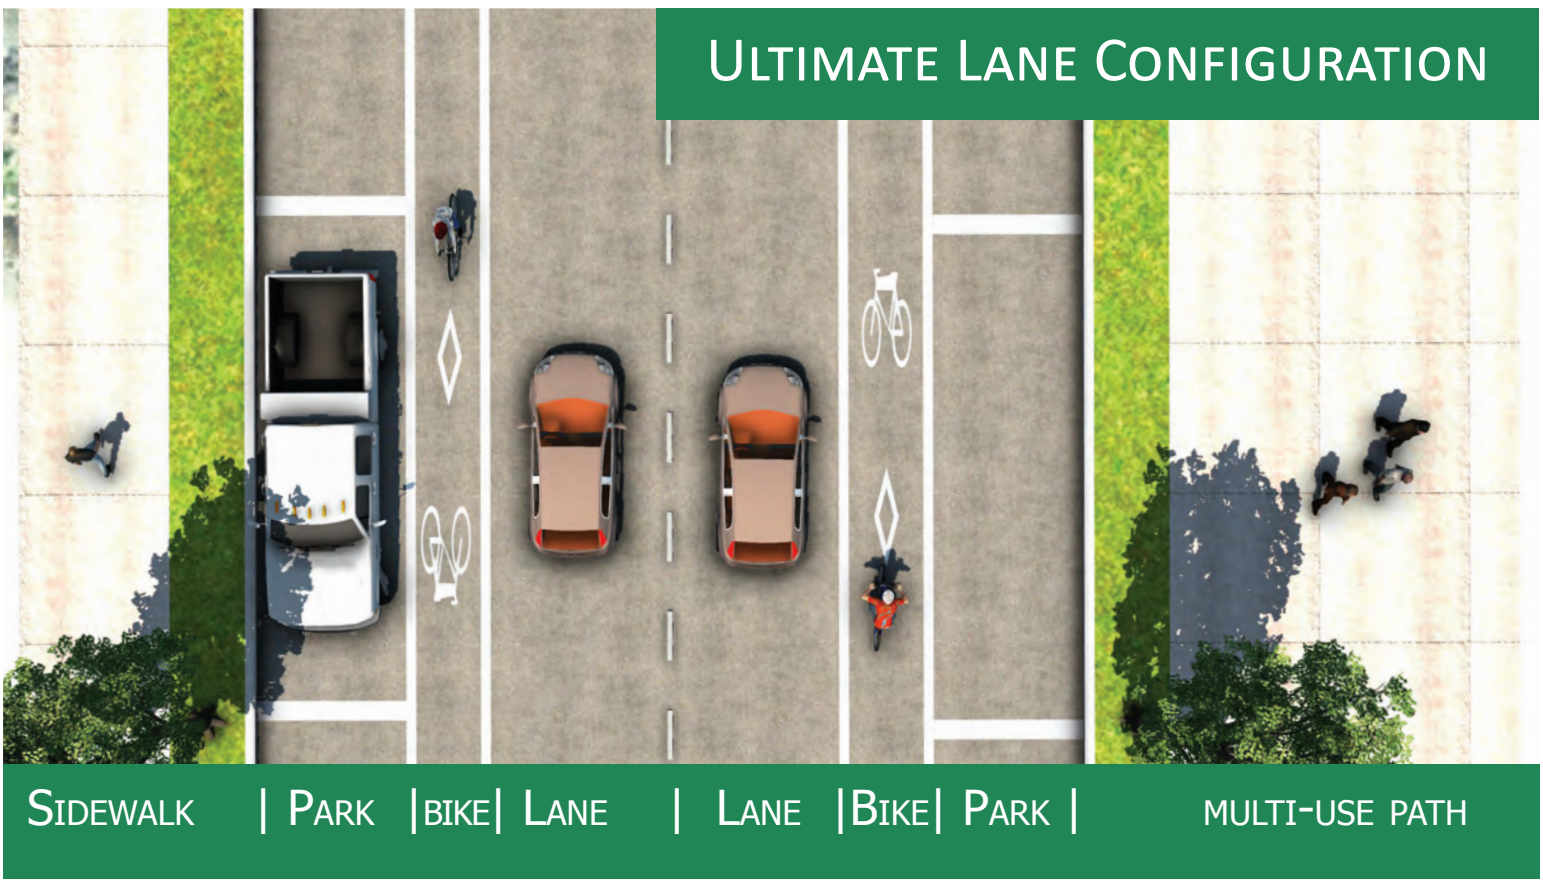 Ultimate Lane Configuration
Sidewalk | Park |bike| Lane | Lane |Bike| Park | multi-use path